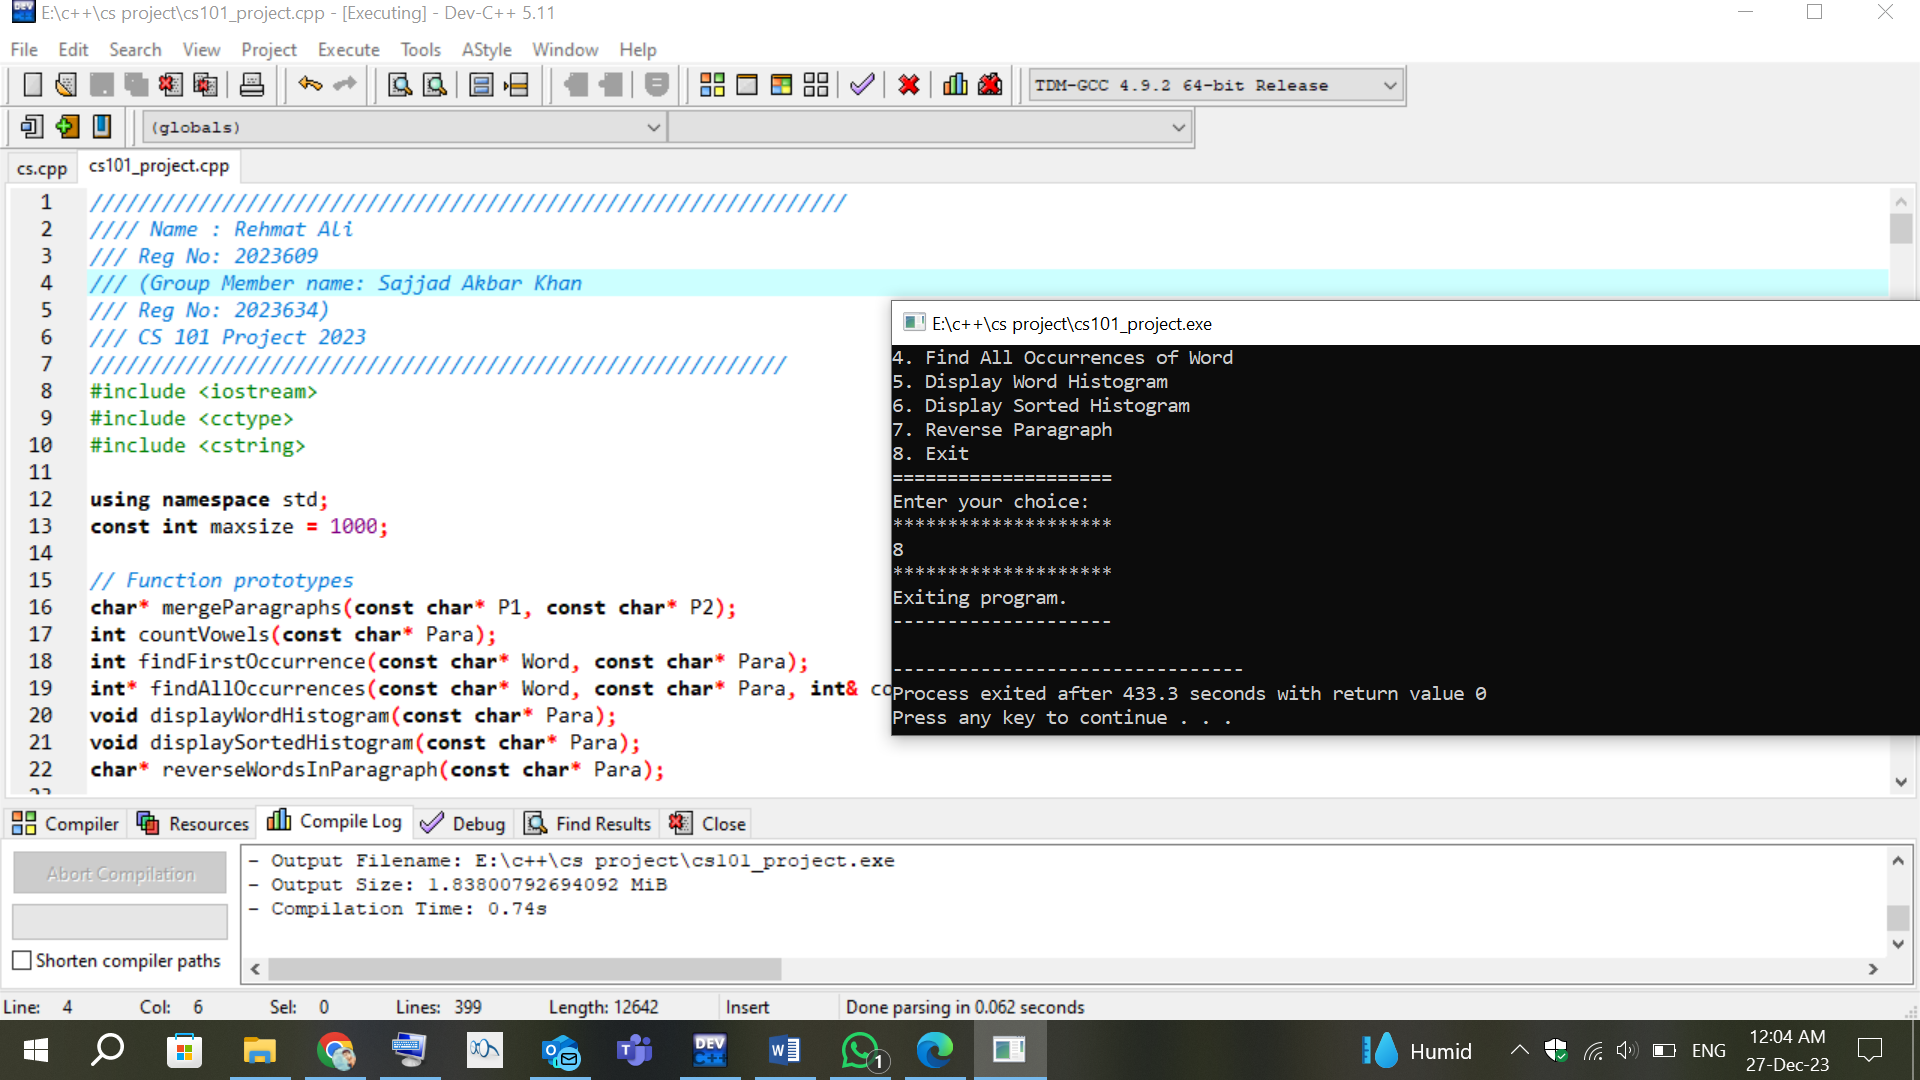 E:\c++\cs project\cs101_project.cpp - [Executing] - Dev-C++ 5.11
File Edit Search View Project Execute Tools AStyle Window Help
TDM-GCC 4.9.2 64-bit Release
(globals)
cs.cpp cs101_project.cpp
1 ///////////////////////////////////////////////////////////////
2 //// Name : Rehmat Ali
3 /// Reg No: 2023609
4 /// (Group Member name: Sajjad Akbar Khan
5 /// Reg No: 2023634)
6 /// CS 101 Project 2023
7 //////////////////////////////////////////////////////////
8 #include <iostream>
9 #include <cctype>
10 #include <cstring>
11
12 using namespace std;
13 const int maxsize = 1000;
14
15 // Function prototypes
16 char* mergeParagraphs(const char* P1, const char* P2);
17 int countVowels(const char* Para);
18 int findFirstOccurrence(const char* Word, const char* Para);
19 int* findAllOccurrences(const char* Word, const char* Para, int& co
20 void displayWordHistogram(const char* Para);
21 void displaySortedHistogram(const char* Para);
22 char* reverseWordsInParagraph(const char* Para);
E:\c++\cs project\cs101_project.exe
4. Find All Occurrences of Word
5. Display Word Histogram
6. Display Sorted Histogram
7. Reverse Paragraph
8. Exit
====================
Enter your choice:
********************
8
********************
Exiting program.
--------------------
--------------------------------
Process exited after 433.3 seconds with return value 0
Press any key to continue . . .
Compiler Resources Compile Log Debug Find Results Close
Abort Compilation
Shorten compiler paths
- Output Filename: E:\c++\cs project\cs101_project.exe
- Output Size: 1.83800792694092 MiB
- Compilation Time: 0.74s
Line: 4 Col: 6 Sel: 0 Lines: 399 Length: 12642 Insert Done parsing in 0.062 seconds
DEV C++
1
Humid
ENG
12:04 AM
27-Dec-23